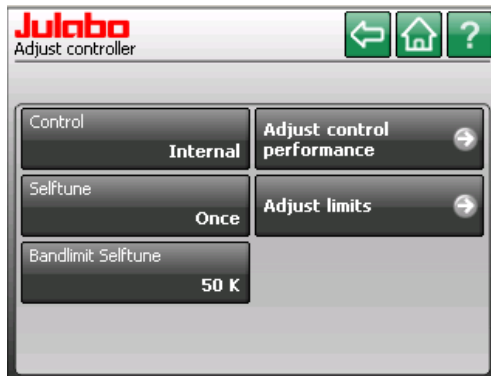 Julabo
Adjust controller
?
Control
Internal
Adjust control
performance
Selftune
Once
Adjust limits
Bandlimit Selftune
50 K